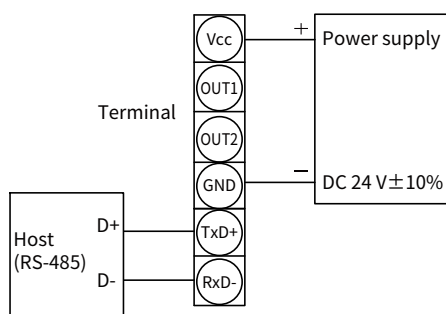 Vcc
+
Power supply
OUT1
Terminal
OUT2
GND
−
DC 24 V±10%
D+
TxD+
Host
(RS-485)
D-
RxD-